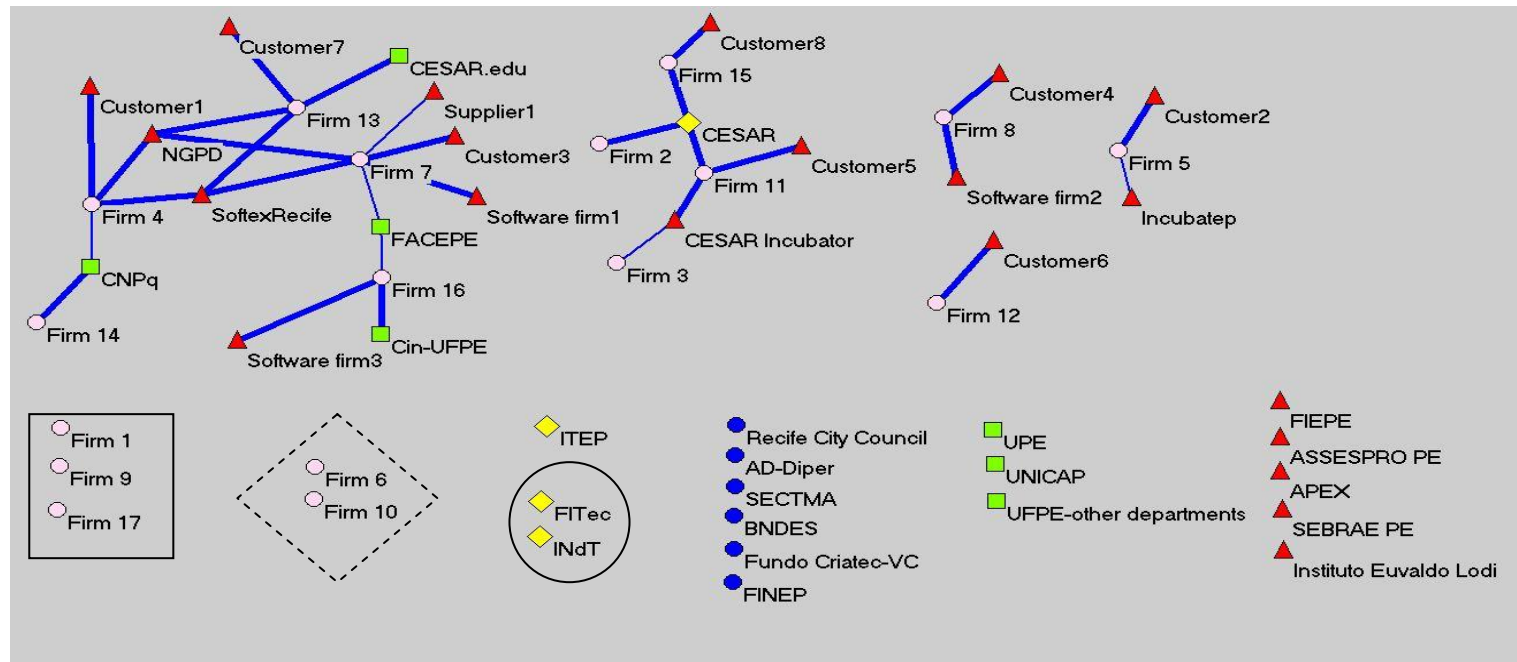 Customer7
CESAR.edu
Customer1
Supplier1
Firm 13
NGPD
Customer3
Firm 7
Firm 4
SoftexRecife
Software firm1
FACEPE
CNPq
Firm 16
Firm 14
Software firm3
Cin-UFPE
Customer8
Firm 15
CESAR
Firm 2
Customer5
Firm 11
CESAR Incubator
Firm 3
Customer4
Firm 8
Software firm2
Customer2
Firm 5
Incubatep
Customer6
Firm 12
Firm 1
Firm 9
Firm 17
Firm 6
Firm 10
ITEP
FITec
INdT
Recife City Council
AD-Diper
SECTMA
BNDES
Fundo Criatec-VC
FINEP
UPE
UNICAP
UFPE-other departments
FIEPE
ASSESPRO PE
APEX
SEBRAE PE
Instituto Euvaldo Lodi